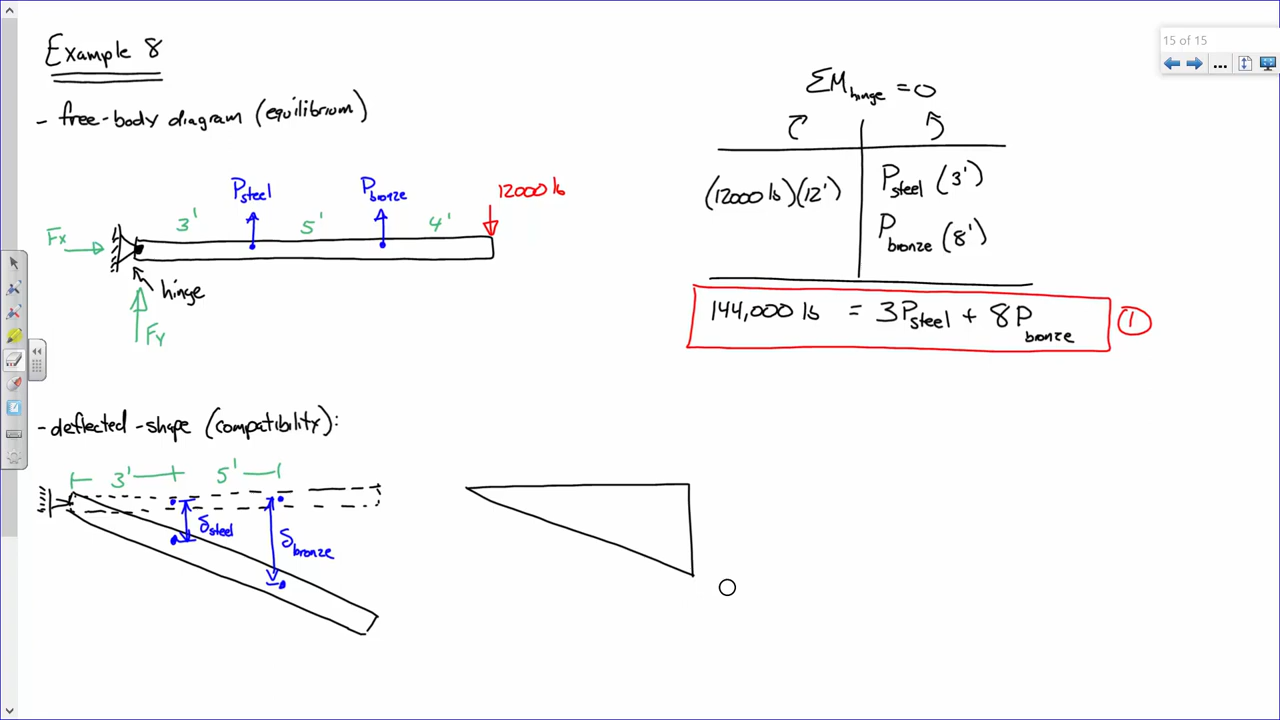 Example 8
- free-body diagram (equilibrium)
Psteel
Pbronze
12000 lb
3'
5'
4'
Fx
hinge
Fy
ΣMhinge = 0
(12000 lb)(12')
Psteel (3')
Pbronze (8')
144,000 lb = 3Psteel + 8Pbronze
1
- deflected-shape (compatibility):
3'
5'
δsteel
δbronze
15 of 15